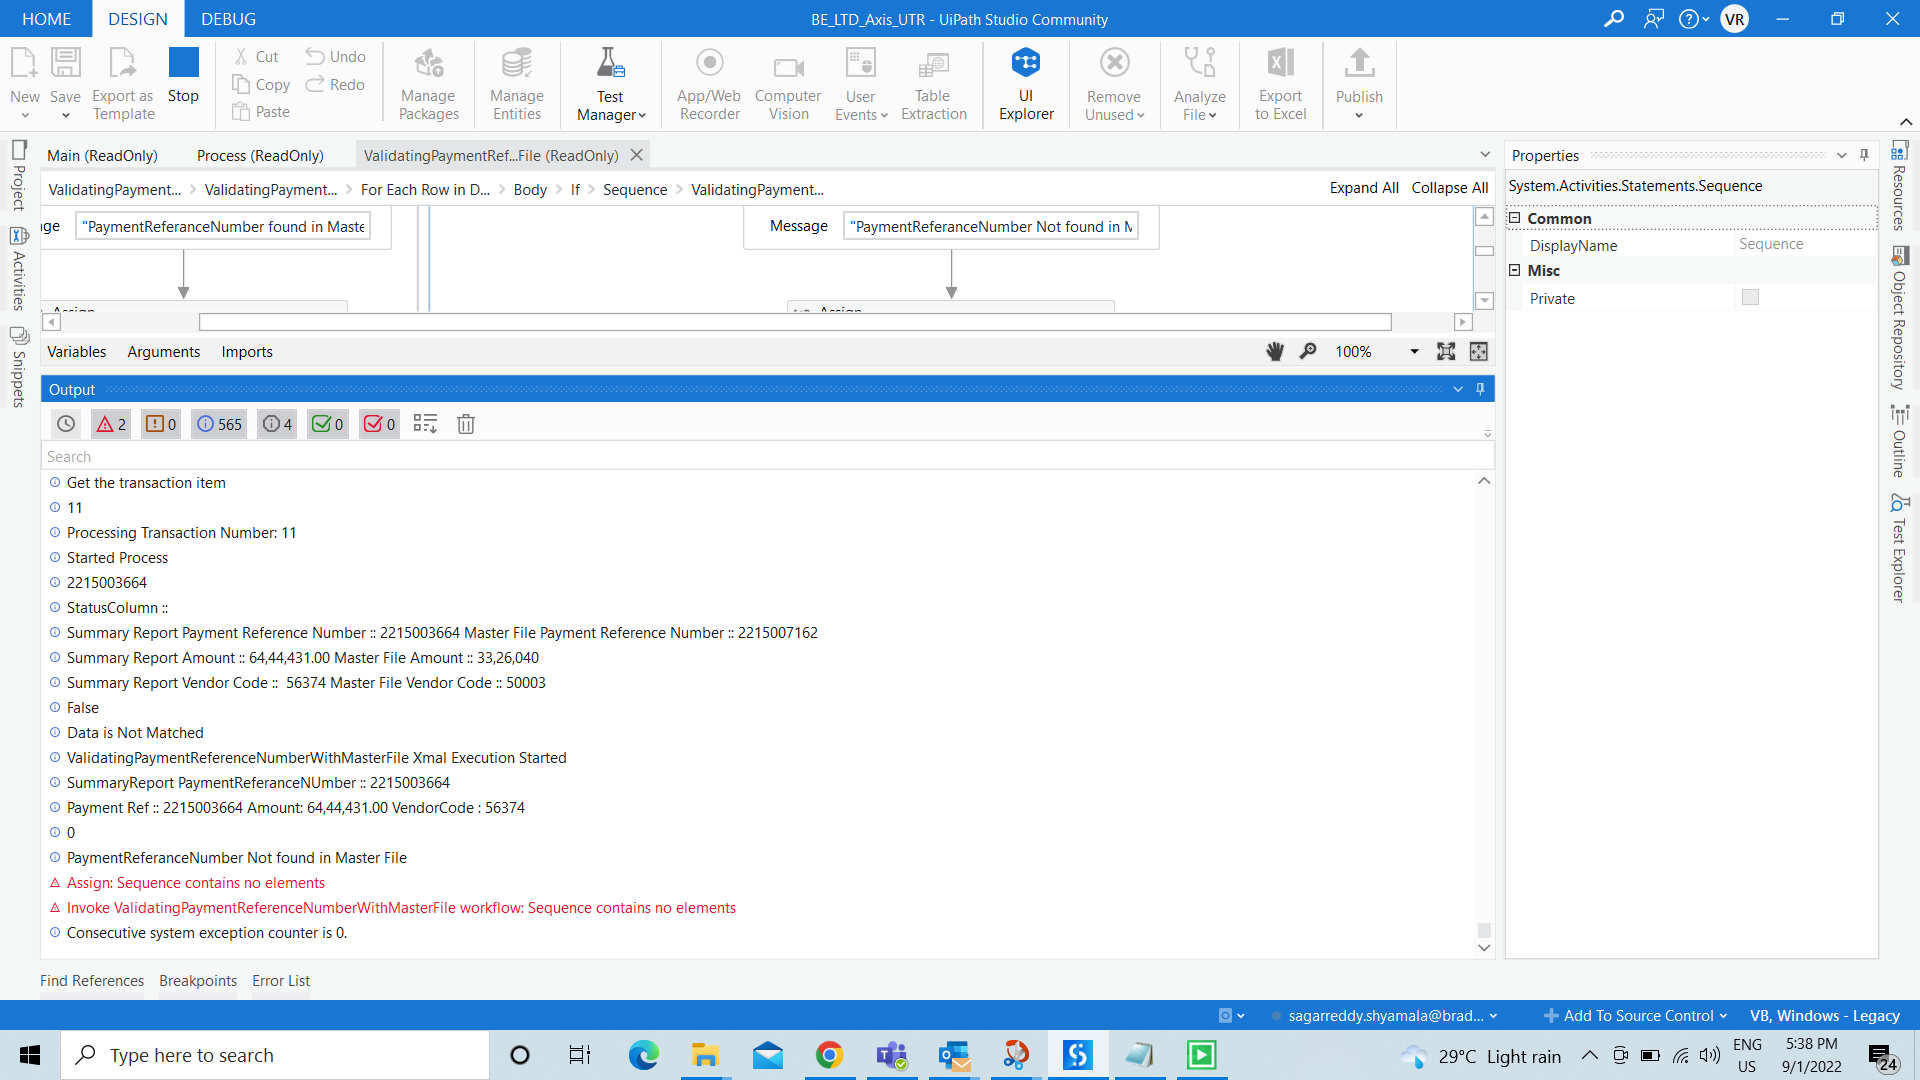 HOME DESIGN DEBUG BE_LTD_Axis_UTR - UiPath Studio Community VR
New Save Export as Template Stop Cut Copy Paste Undo Redo Manage Packages Manage Entities Test Manager App/Web Recorder Computer Vision User Events Table Extraction UI Explorer Remove Unused Analyze File Export to Excel Publish
Main (ReadOnly) Process (ReadOnly) ValidatingPaymentRef...File (ReadOnly)
ValidatingPayment... ValidatingPayment... For Each Row in D... Body If Sequence ValidatingPayment... Expand All Collapse All
"PaymentReferanceNumber found in Maste Message "PaymentReferanceNumber Not found in M
Assign Assign
Variables Arguments Imports 100%
Output
2 0 565 4 0 0
Search
Get the transaction item
11
Processing Transaction Number: 11
Started Process
2215003664
StatusColumn ::
Summary Report Payment Reference Number :: 2215003664 Master File Payment Reference Number :: 2215007162
Summary Report Amount :: 64,44,431.00 Master File Amount :: 33,26,040
Summary Report Vendor Code ::  56374 Master File Vendor Code :: 50003
False
Data is Not Matched
ValidatingPaymentReferenceNumberWithMasterFile Xmal Execution Started
SummaryReport PaymentReferanceNUmber :: 2215003664
Payment Ref :: 2215003664 Amount: 64,44,431.00 VendorCode : 56374
0
PaymentReferanceNumber Not found in Master File
Assign: Sequence contains no elements
Invoke ValidatingPaymentReferenceNumberWithMasterFile workflow: Sequence contains no elements
Consecutive system exception counter is 0.
Find References Breakpoints Error List
Project
Activities
Snippets
Properties
System.Activities.Statements.Sequence
Common
DisplayName Sequence
Misc
Private
Resources
Object Repository
Outline
Test Explorer
sagarreddy.shyamala@brad... Add To Source Control VB, Windows - Legacy
Type here to search 29°C Light rain ENG US 5:38 PM 9/1/2022 24